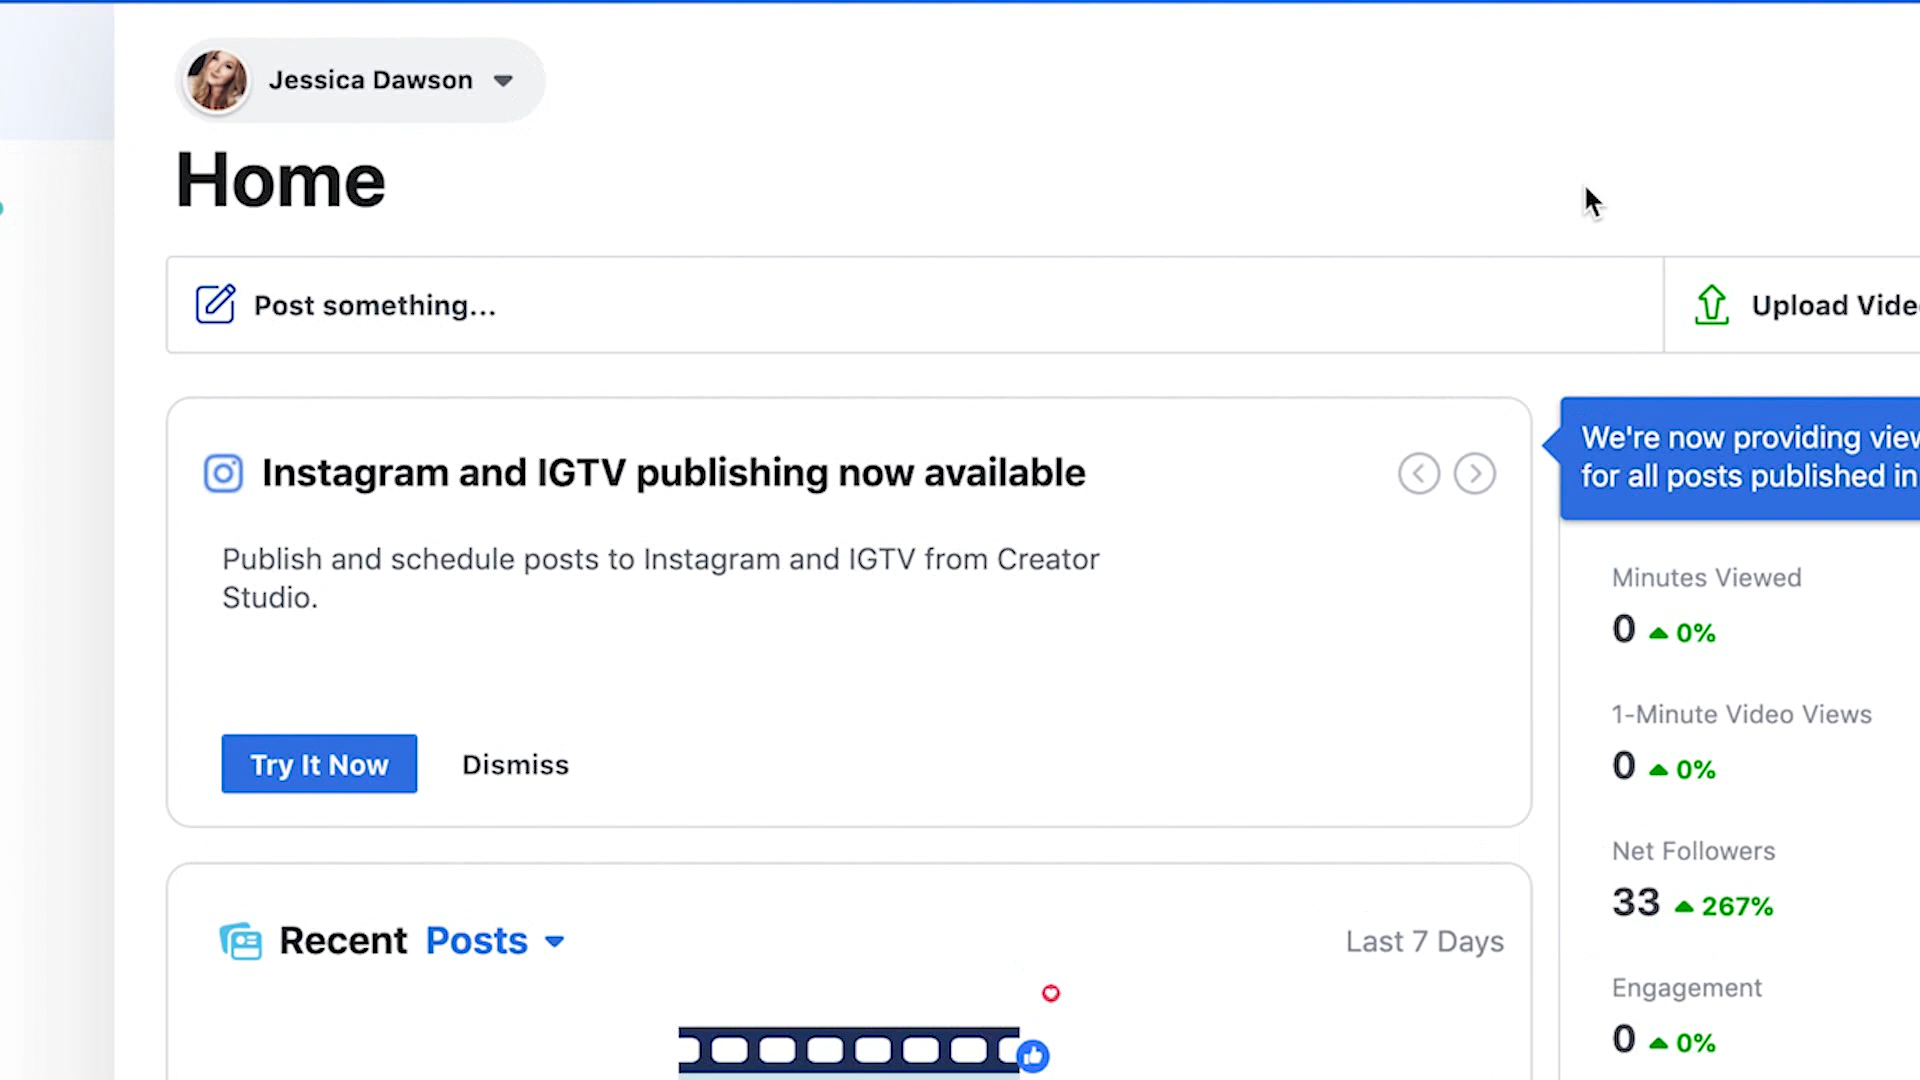 Jessica Dawson
Home
Post something...
Upload
Instagram and IGTV publishing now available
Publish and schedule posts to Instagram and IGTV from Creator
Studio.
Try It Now
Dismiss
We're now providing
for all posts published in
Minutes Viewed
0 0%
1-Minute Video Views
0 0%
Net Followers
33 267%
Engagement
0 0%
Recent Posts
Last 7 Days